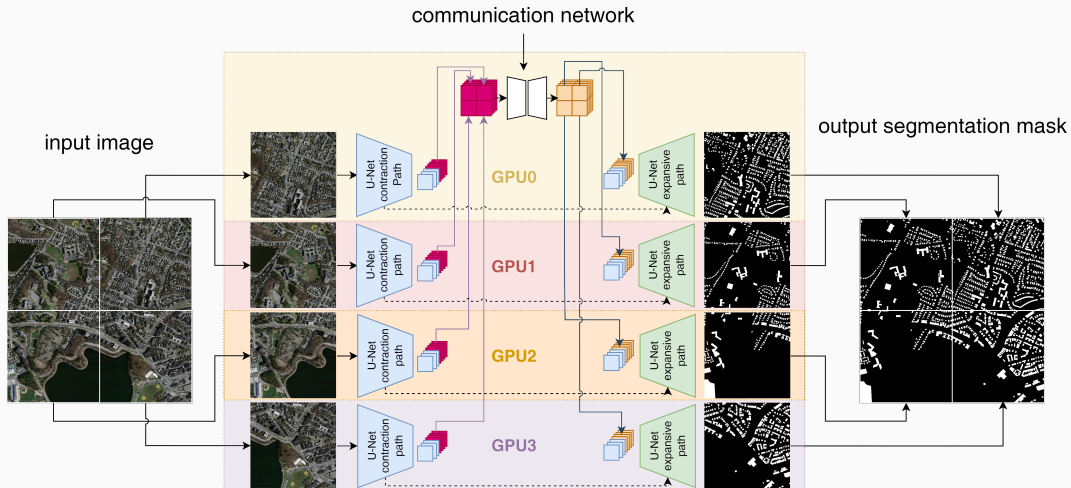 communication network
input image
output segmentation mask
U-Net
contraction
Path
GPU0
U-Net
expansive
path
U-Net
contraction
path
GPU1
U-Net
expansive
path
U-Net
contraction
path
GPU2
U-Net
expansive
path
U-Net
contraction
path
GPU3
U-Net
expansive
path